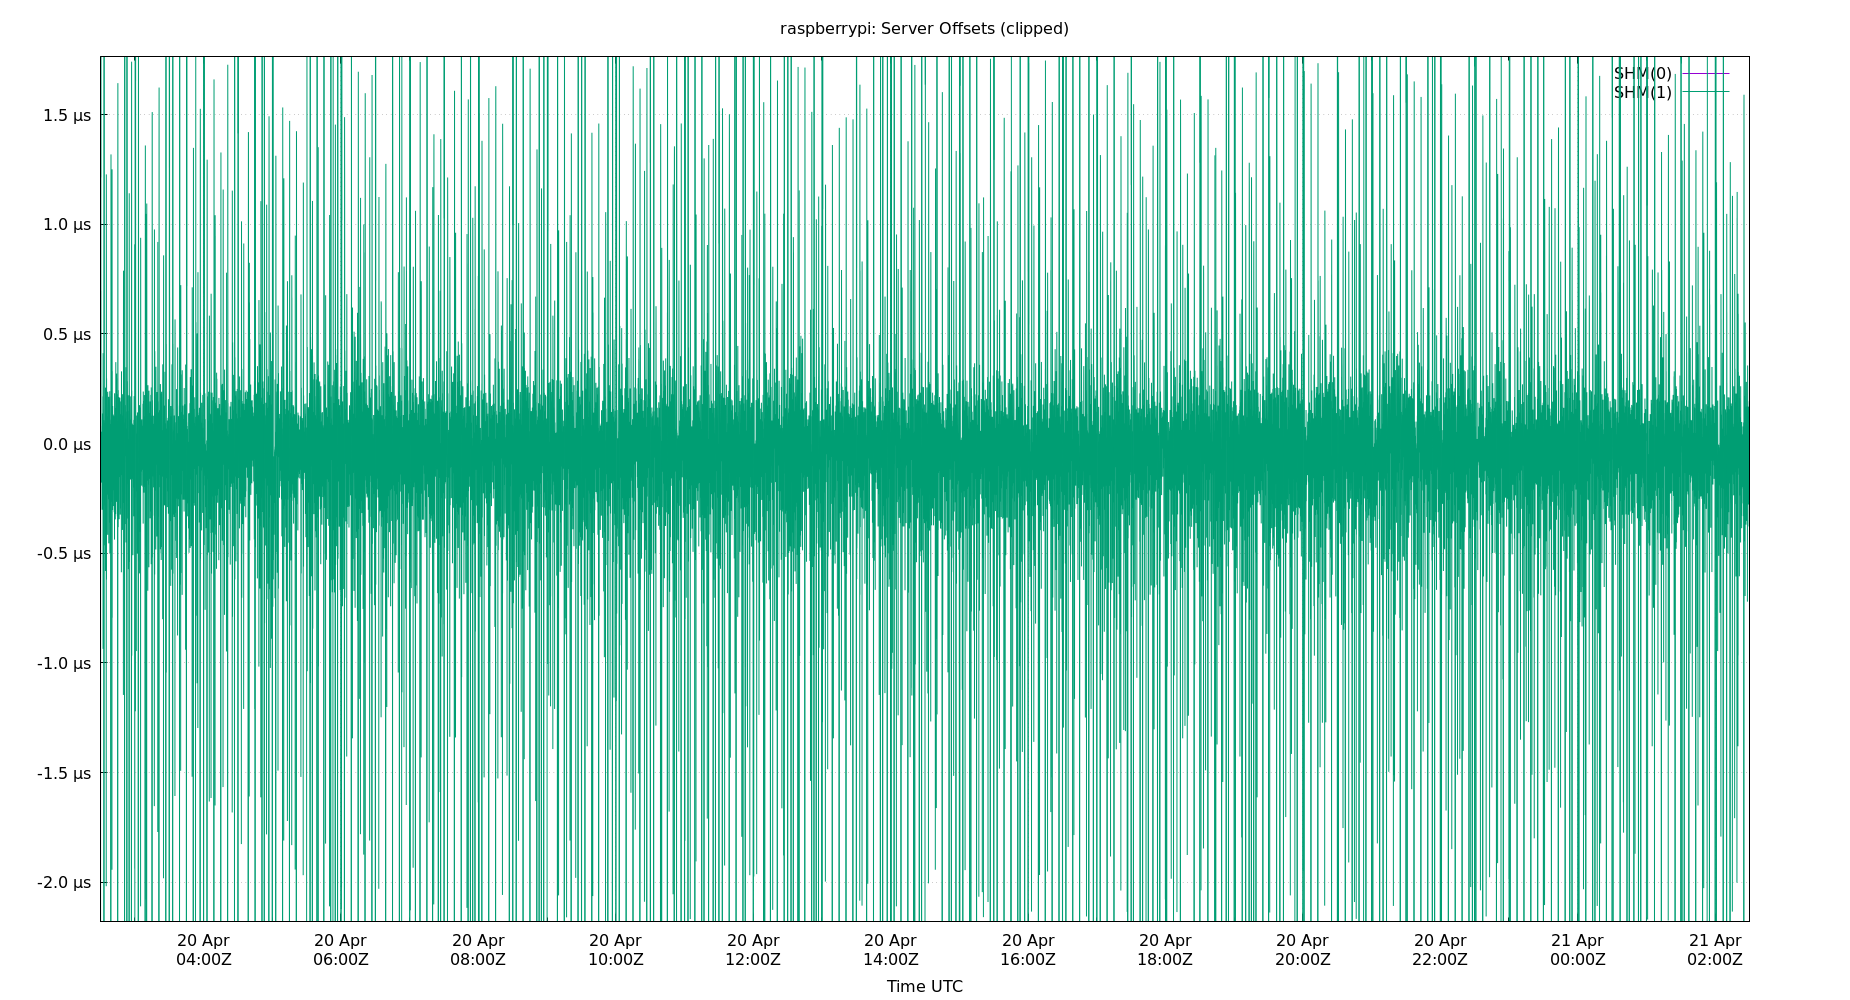 raspberrypi: Server Offsets (clipped)
SHM(0)
SHM(1)
1.5 µs
1.0 µs
0.5 µs
0.0 µs
-0.5 µs
-1.0 µs
-1.5 µs
-2.0 µs
20 Apr 20 Apr 20 Apr 20 Apr 20 Apr 20 Apr 20 Apr 20 Apr 20 Apr 20 Apr 21 Apr 21 Apr
04:00Z 06:00Z 08:00Z 10:00Z 12:00Z 14:00Z 16:00Z 18:00Z 20:00Z 22:00Z 00:00Z 02:00Z
Time UTC